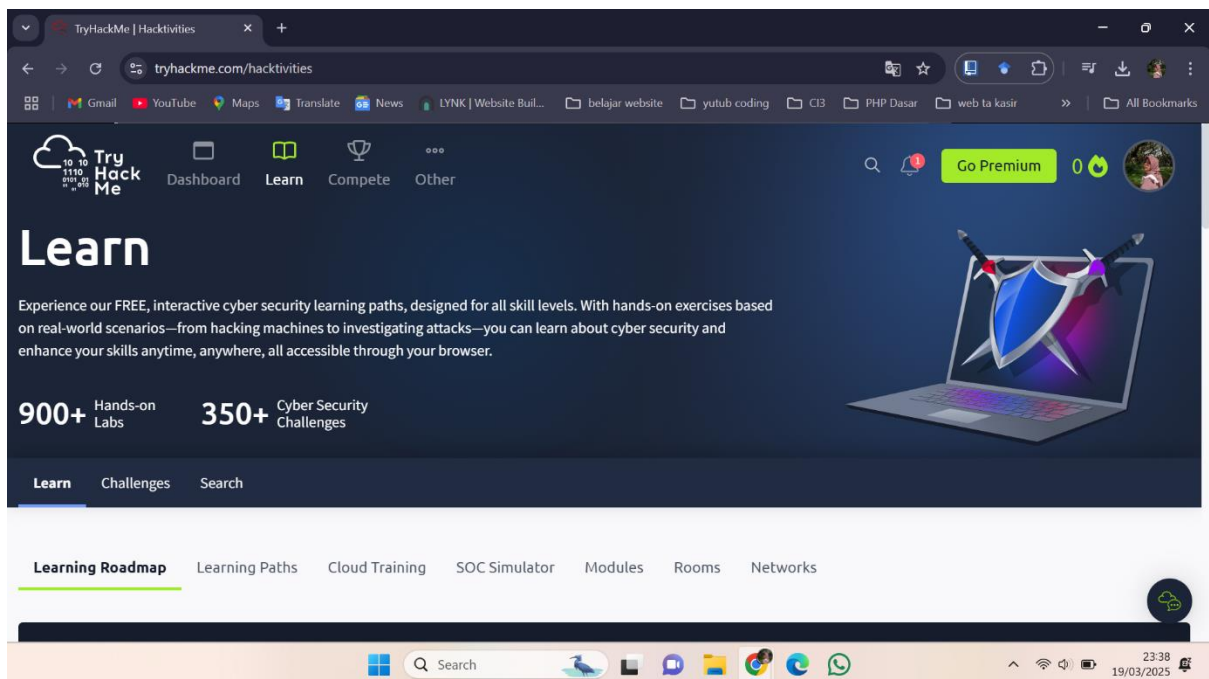 TryHackMe | Hacktivities
tryhackme.com/hacktivities
Gmail YouTube Maps Translate News LYNK | Website Buil... belajar website yutub coding CI3 PHP Dasar web ta kasir » All Bookmarks
Try
Hack
Me
10 10
1110
0101 01
Dashboard Learn Compete Other
1
Go Premium 0
Learn
Experience our FREE, interactive cyber security learning paths, designed for all skill levels. With hands-on exercises based
on real-world scenarios—from hacking machines to investigating attacks—you can learn about cyber security and
enhance your skills anytime, anywhere, all accessible through your browser.
900+ Hands-on Labs 350+ Cyber Security Challenges
Learn Challenges Search
Learning Roadmap Learning Paths Cloud Training SOC Simulator Modules Rooms Networks
Search
23:38
19/03/2025